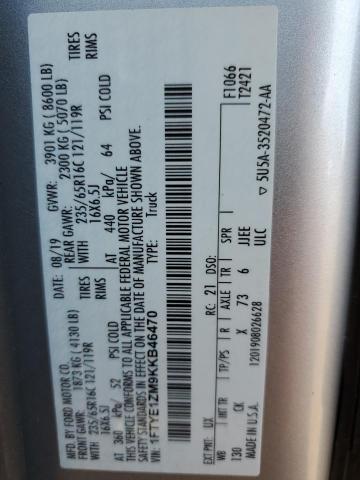 MFD. BY FORD MOTOR CO.
08/19 GVWR: 3901 KG ( 8600 LB)
FRONT GAWR: 1873 KG ( 4130 LB) REAR GAWR: 2300 KG ( 5070 LB)
WITH 235/65R16C 121/119R TIRES WITH 235/65R16C 121/119R TIRES
16X6.5J RIMS 16X6.5J RIMS
AT 360 kPa/ 52 PSI COLD AT 440 kPa/ 64 PSI COLD
THIS VEHICLE CONFORMS TO ALL APPLICABLE FEDERAL MOTOR VEHICLE
SAFETY STANDARDS IN EFFECT ON THE DATE OF MANUFACTURE SHOWN ABOVE.
VIN: 1FTYE1ZM9KKB46470 Truck
F1066
T2421
EXT PNT: UX RC: 21 DSO:
WB INT TR TP/PS R AXLE TR SPR
130 CK X 73 6 JJEE
ULC
MADE IN U.S.A. 1201908026628 ▽ 5U5A-3520472-AA